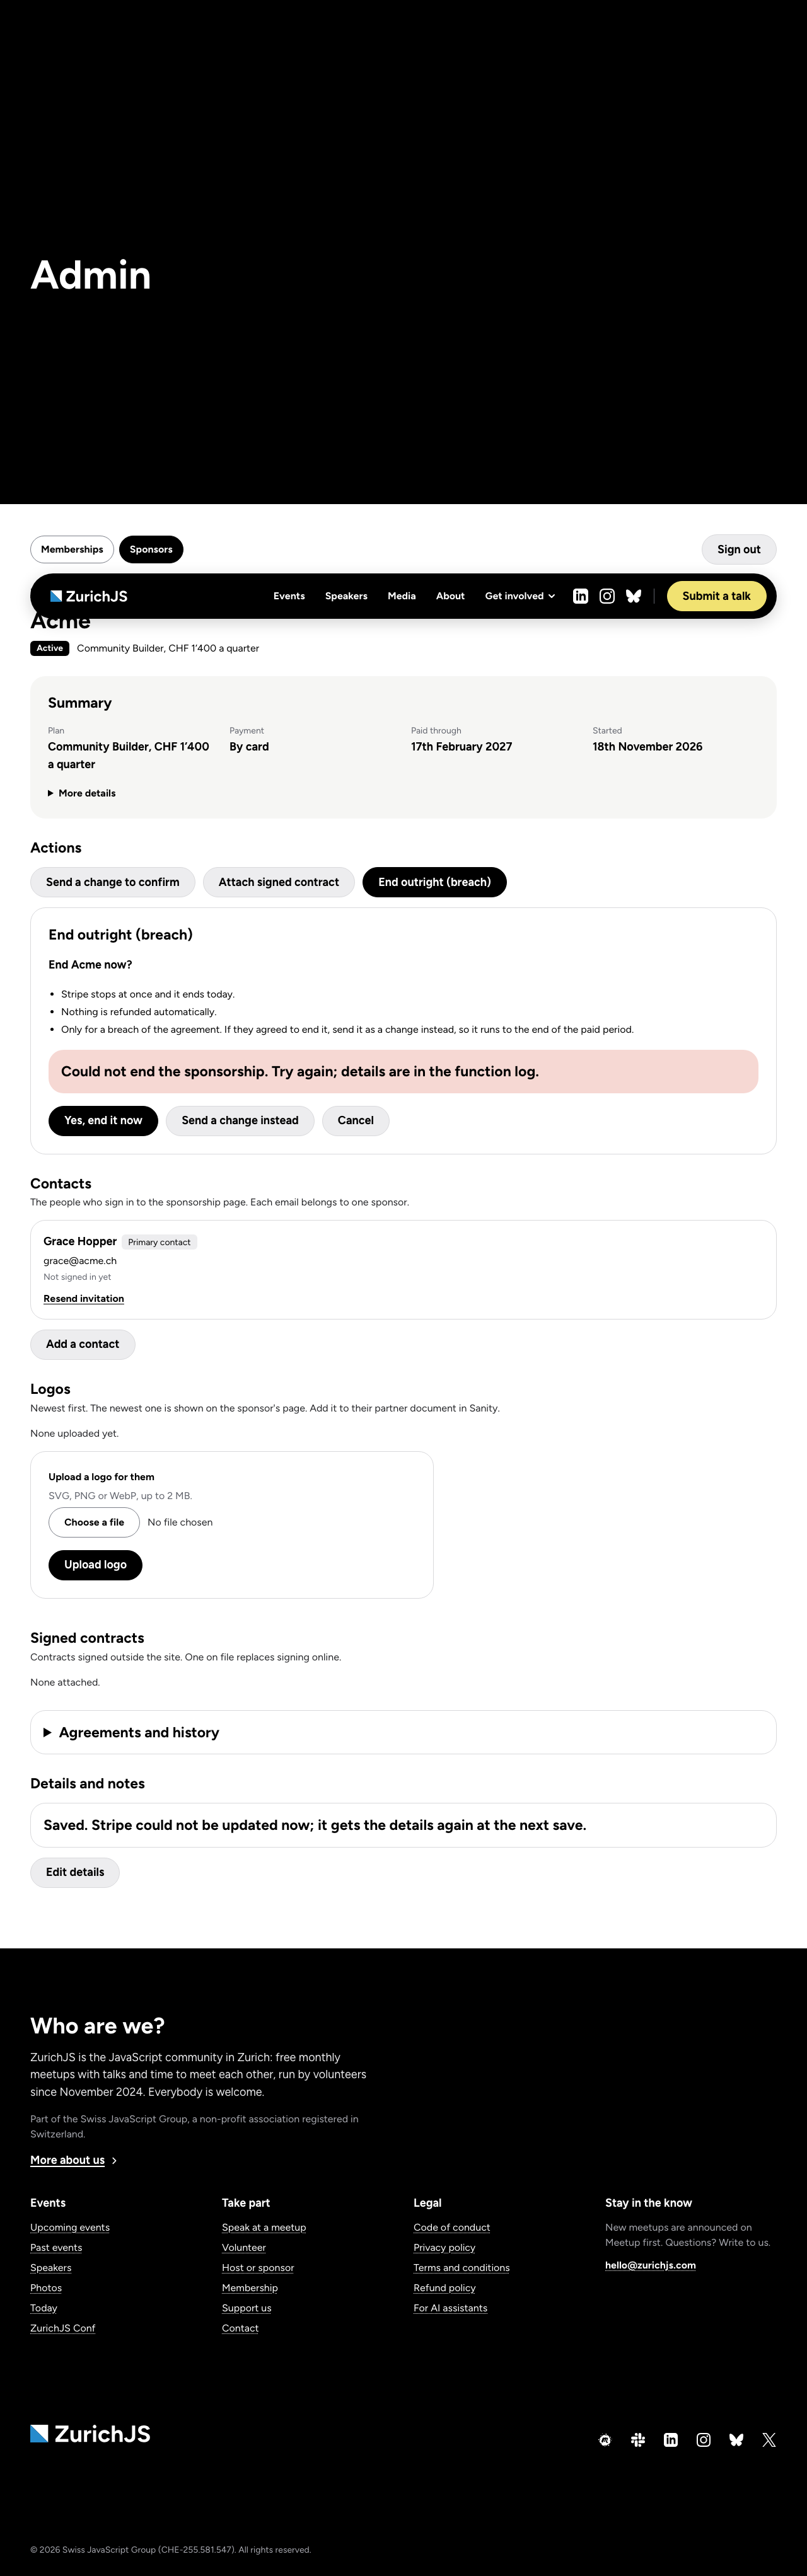 Admin
Memberships
Sponsors
Sign out
ZurichJS
Events
Speakers
Media
About
Get involved
Submit a talk
Acme
Active
Community Builder, CHF 1’400 a quarter
Summary
Plan
Payment
Paid through
Started
Community Builder, CHF 1’400
a quarter
By card
17th February 2027
18th November 2026
More details
Actions
Send a change to confirm
Attach signed contract
End outright (breach)
End outright (breach)
End Acme now?
Stripe stops at once and it ends today.
Nothing is refunded automatically.
Only for a breach of the agreement. If they agreed to end it, send it as a change instead, so it runs to the end of the paid period.
Could not end the sponsorship. Try again; details are in the function log.
Yes, end it now
Send a change instead
Cancel
Contacts
The people who sign in to the sponsorship page. Each email belongs to one sponsor.
Grace Hopper
Primary contact
grace@acme.ch
Not signed in yet
Resend invitation
Add a contact
Logos
Newest first. The newest one is shown on the sponsor's page. Add it to their partner document in Sanity.
None uploaded yet.
Upload a logo for them
SVG, PNG or WebP, up to 2 MB.
Choose a file
No file chosen
Upload logo
Signed contracts
Contracts signed outside the site. One on file replaces signing online.
None attached.
Agreements and history
Details and notes
Saved. Stripe could not be updated now; it gets the details again at the next save.
Edit details
Who are we?
ZurichJS is the JavaScript community in Zurich: free monthly
meetups with talks and time to meet each other, run by volunteers
since November 2024. Everybody is welcome.
Part of the Swiss JavaScript Group, a non-profit association registered in
Switzerland.
More about us
Events
Upcoming events
Past events
Speakers
Photos
Today
ZurichJS Conf
Take part
Speak at a meetup
Volunteer
Host or sponsor
Membership
Support us
Contact
Legal
Code of conduct
Privacy policy
Terms and conditions
Refund policy
For AI assistants
Stay in the know
New meetups are announced on
Meetup first. Questions? Write to us.
hello@zurichjs.com
ZurichJS
© 2026 Swiss JavaScript Group (CHE-255.581.547). All rights reserved.